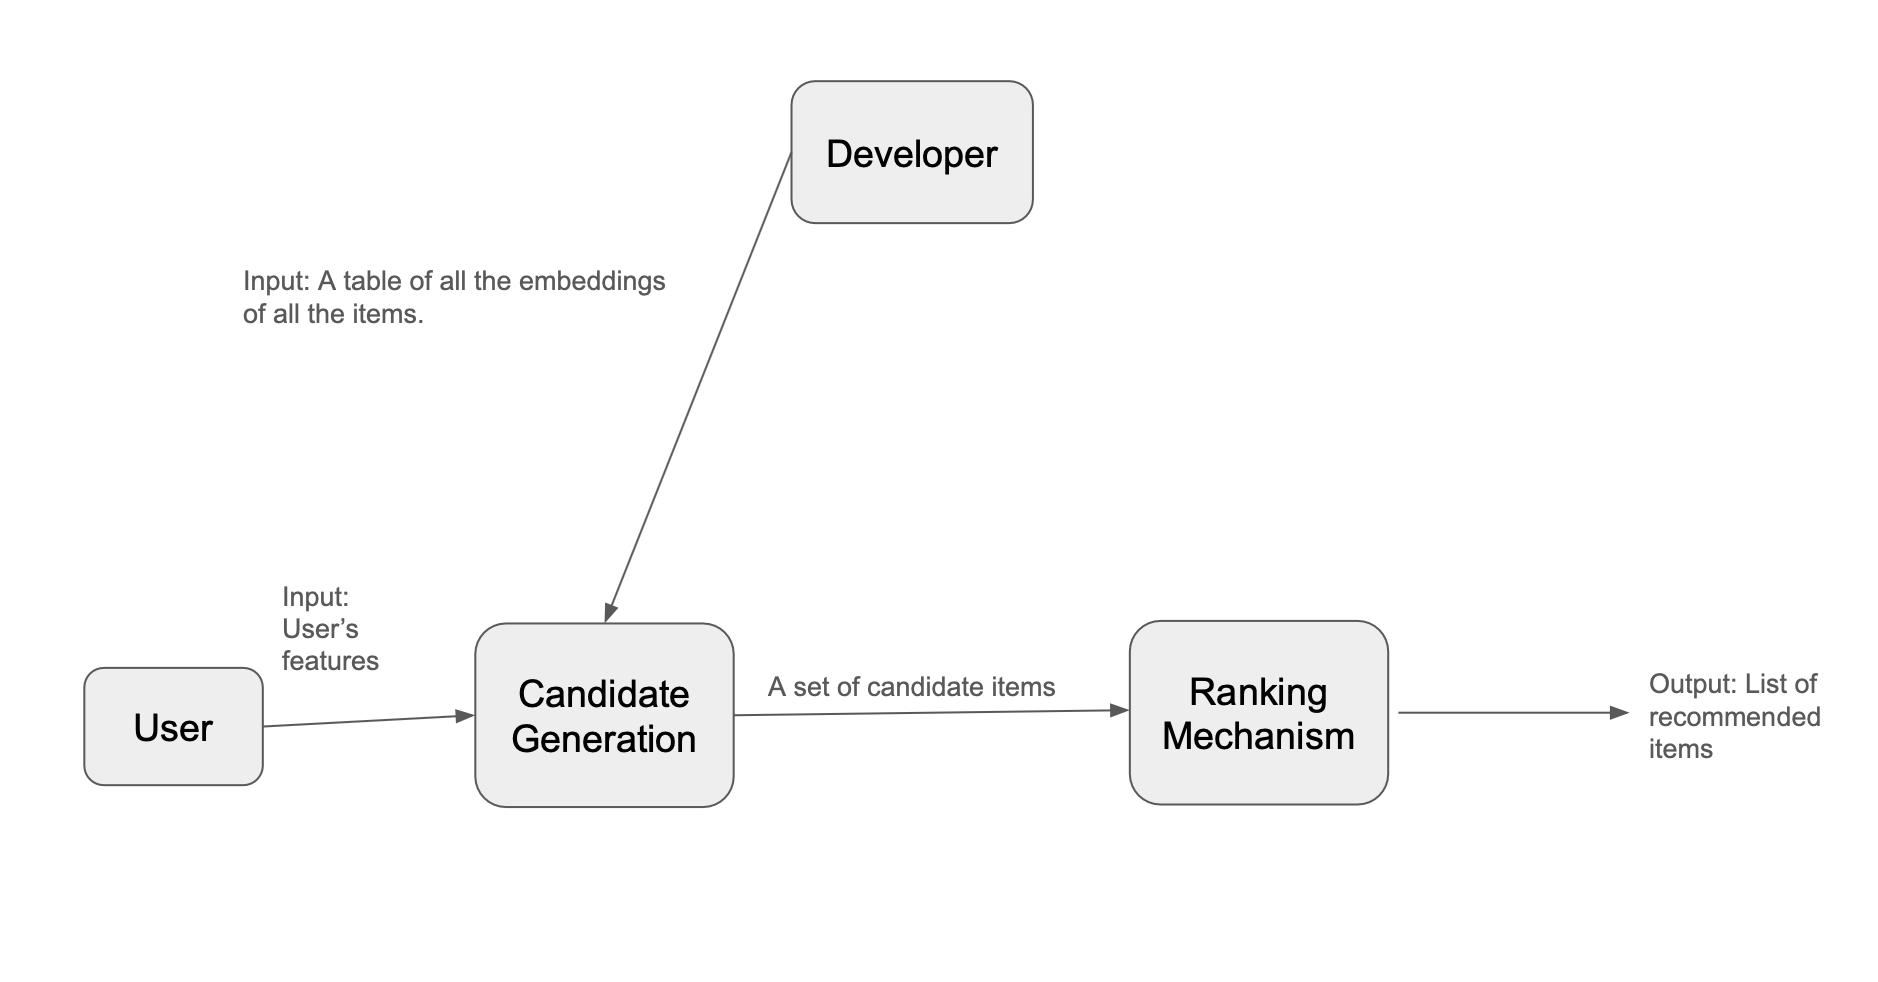 Developer
Input: A table of all the embeddings
of all the items.
Input:
User’s
features
User
Candidate
Generation
A set of candidate items
Ranking
Mechanism
Output: List of
recommended
items